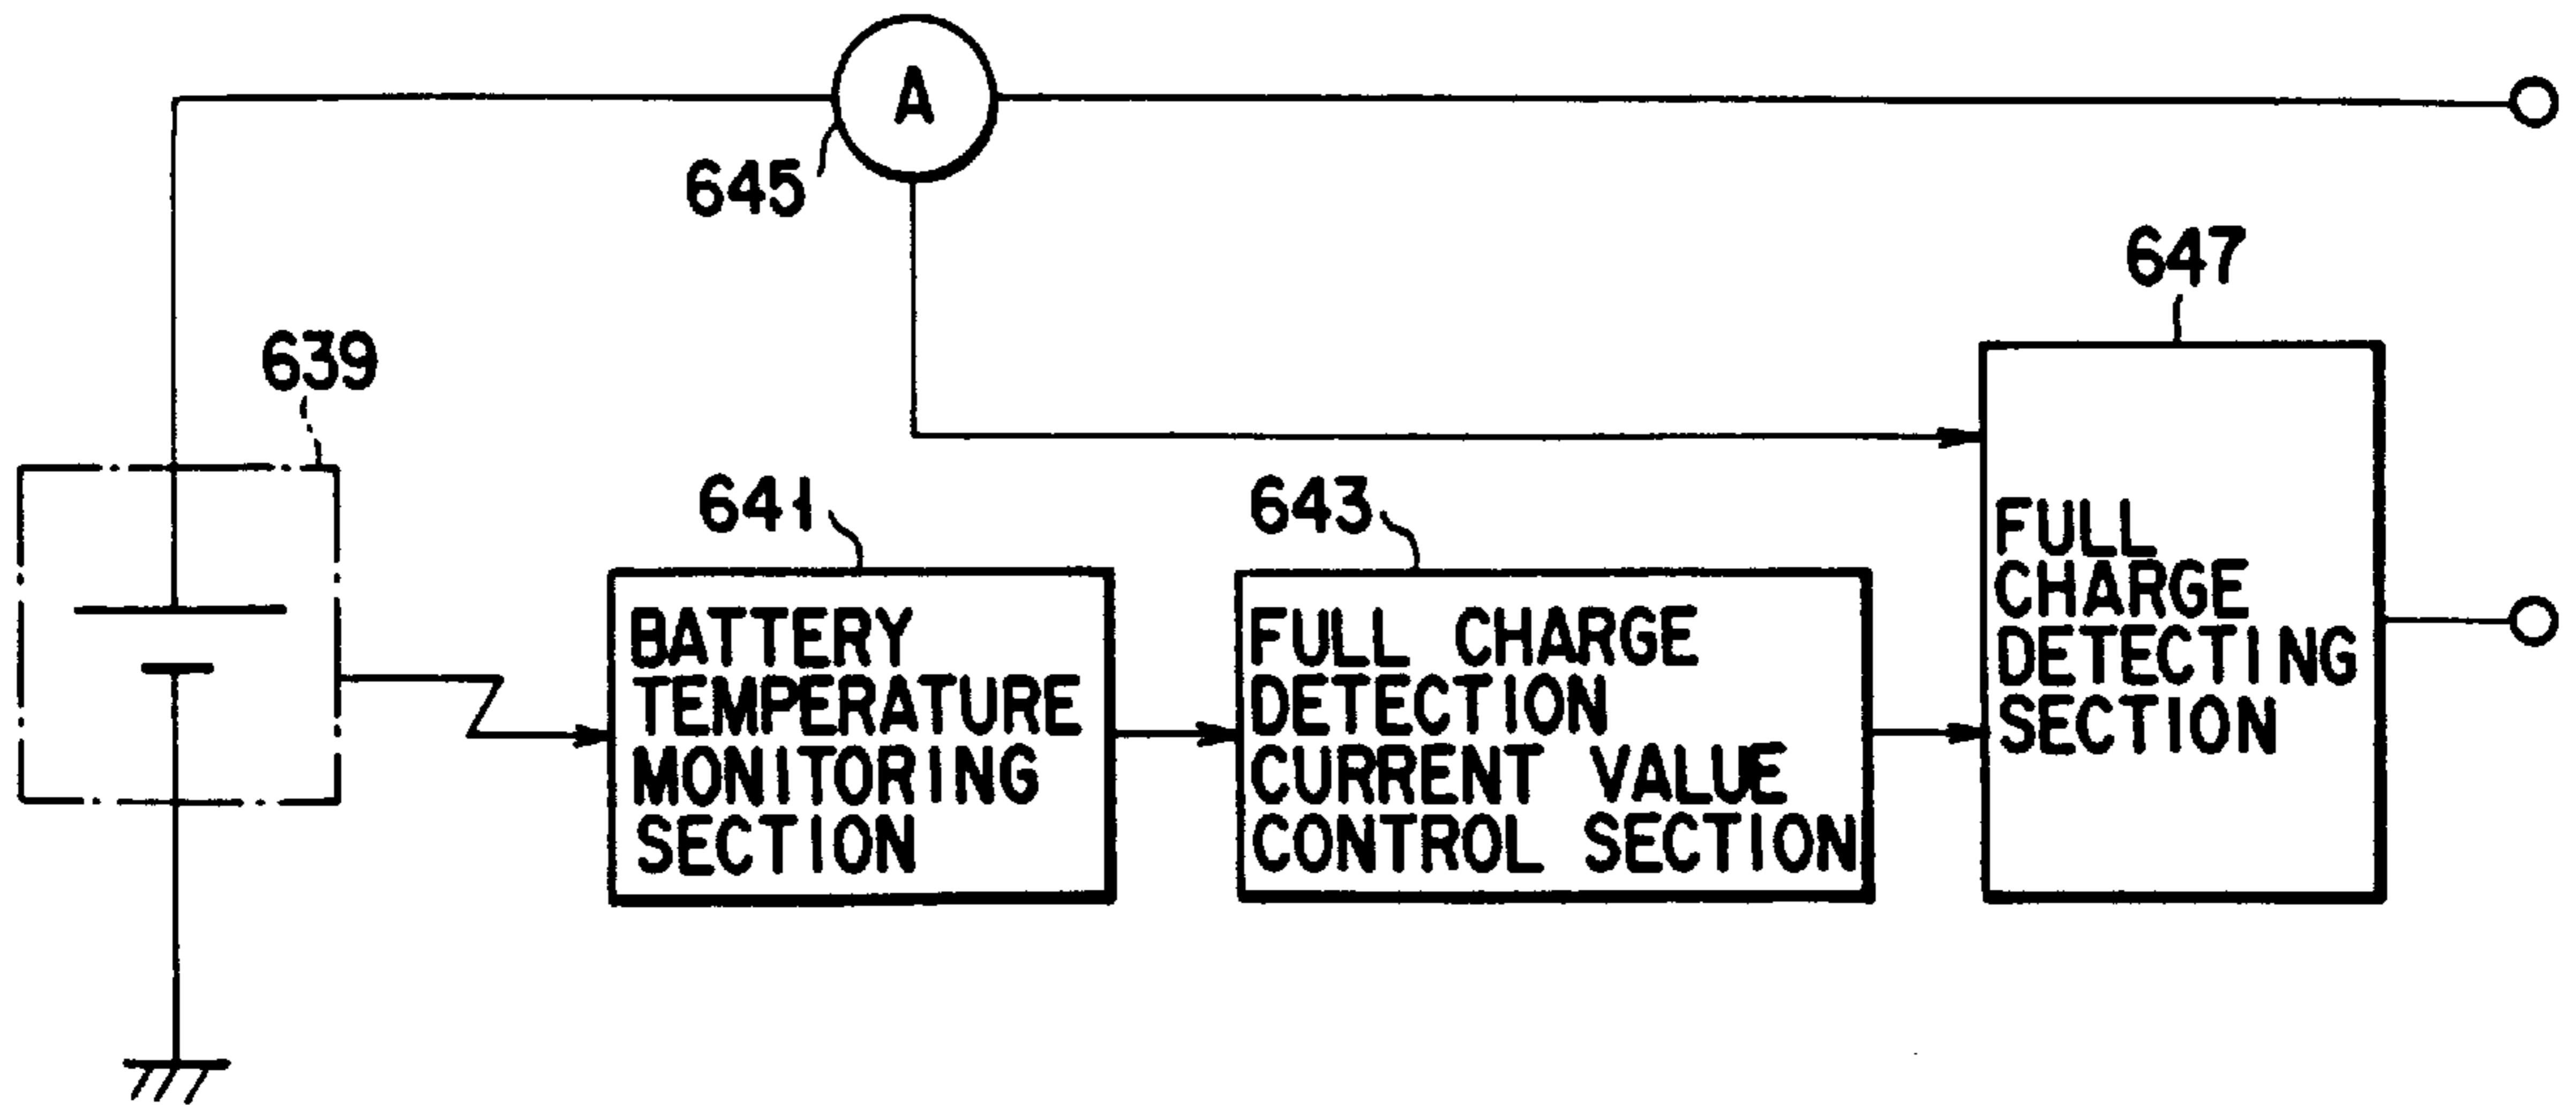 A
645
647
639
641
643
BATTERY
TEMPERATURE
MONITORING
SECTION
FULL CHARGE
DETECTION
CURRENT VALUE
CONTROL SECTION
FULL
CHARGE
DETECTING
SECTION